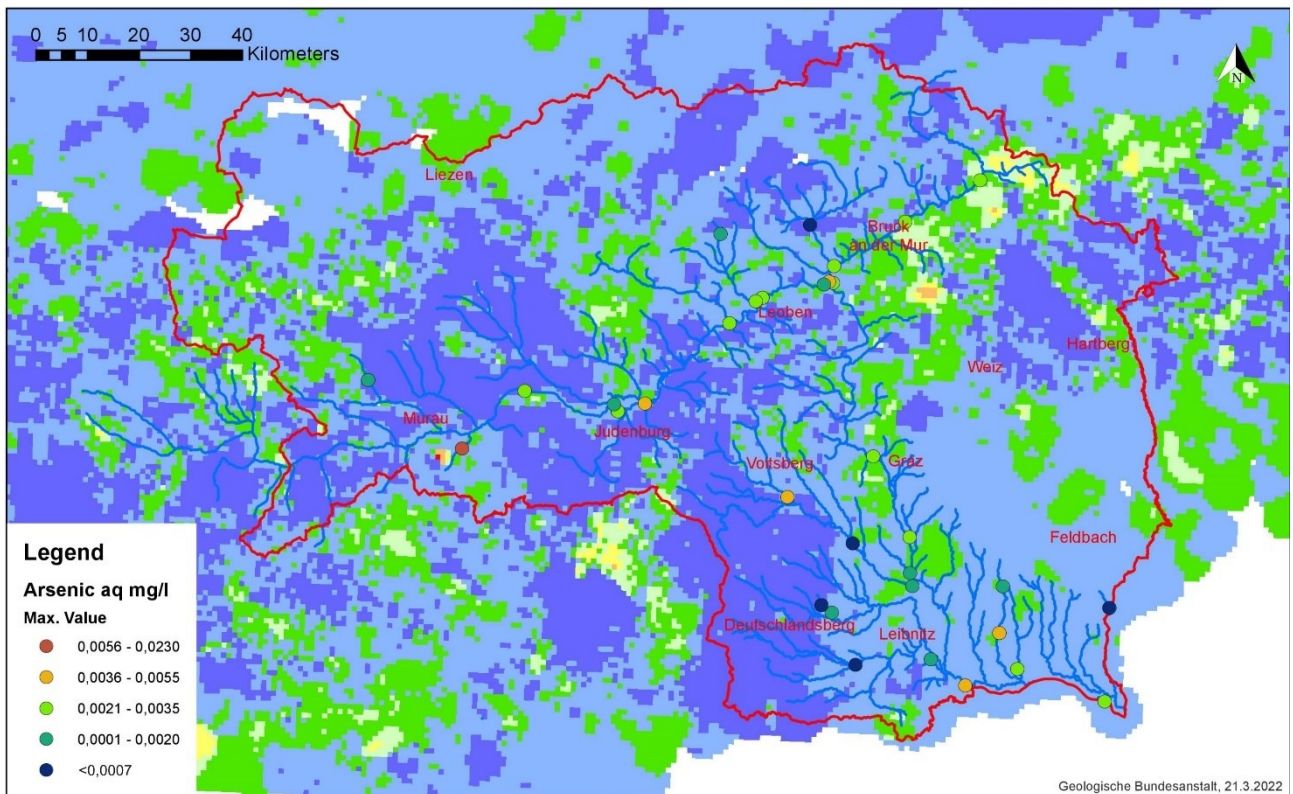 0 5 10 20 30 40
Kilometers
N
Liezen
Bruck
an der Mur
Leoben
Hartberg
Weiz
Murau
Judenburg
Voitsberg
Graz
Feldbach
Deutschlandsberg
Leibnitz
Legend
Arsenic aq mg/l
Max. Value
0,0056 - 0,0230
0,0036 - 0,0055
0,0021 - 0,0035
0,0001 - 0,0020
<0,0007
Geologische Bundesanstalt, 21.3.2022